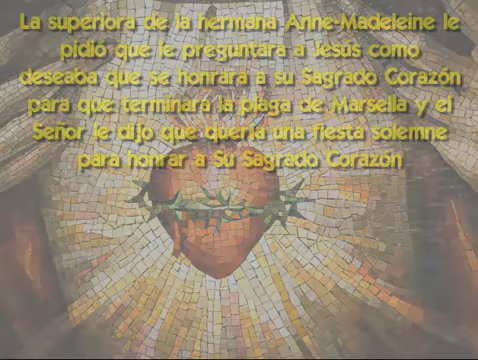 La superiora de la hermana Anne-Madeleine le
pidió que le preguntara a Jesús como
deseaba que se honrara a su Sagrado Corazón
para que terminara la plaga de Marsella y el
Señor le dijo que quería una fiesta solemne
para honrar a Su Sagrado Corazón